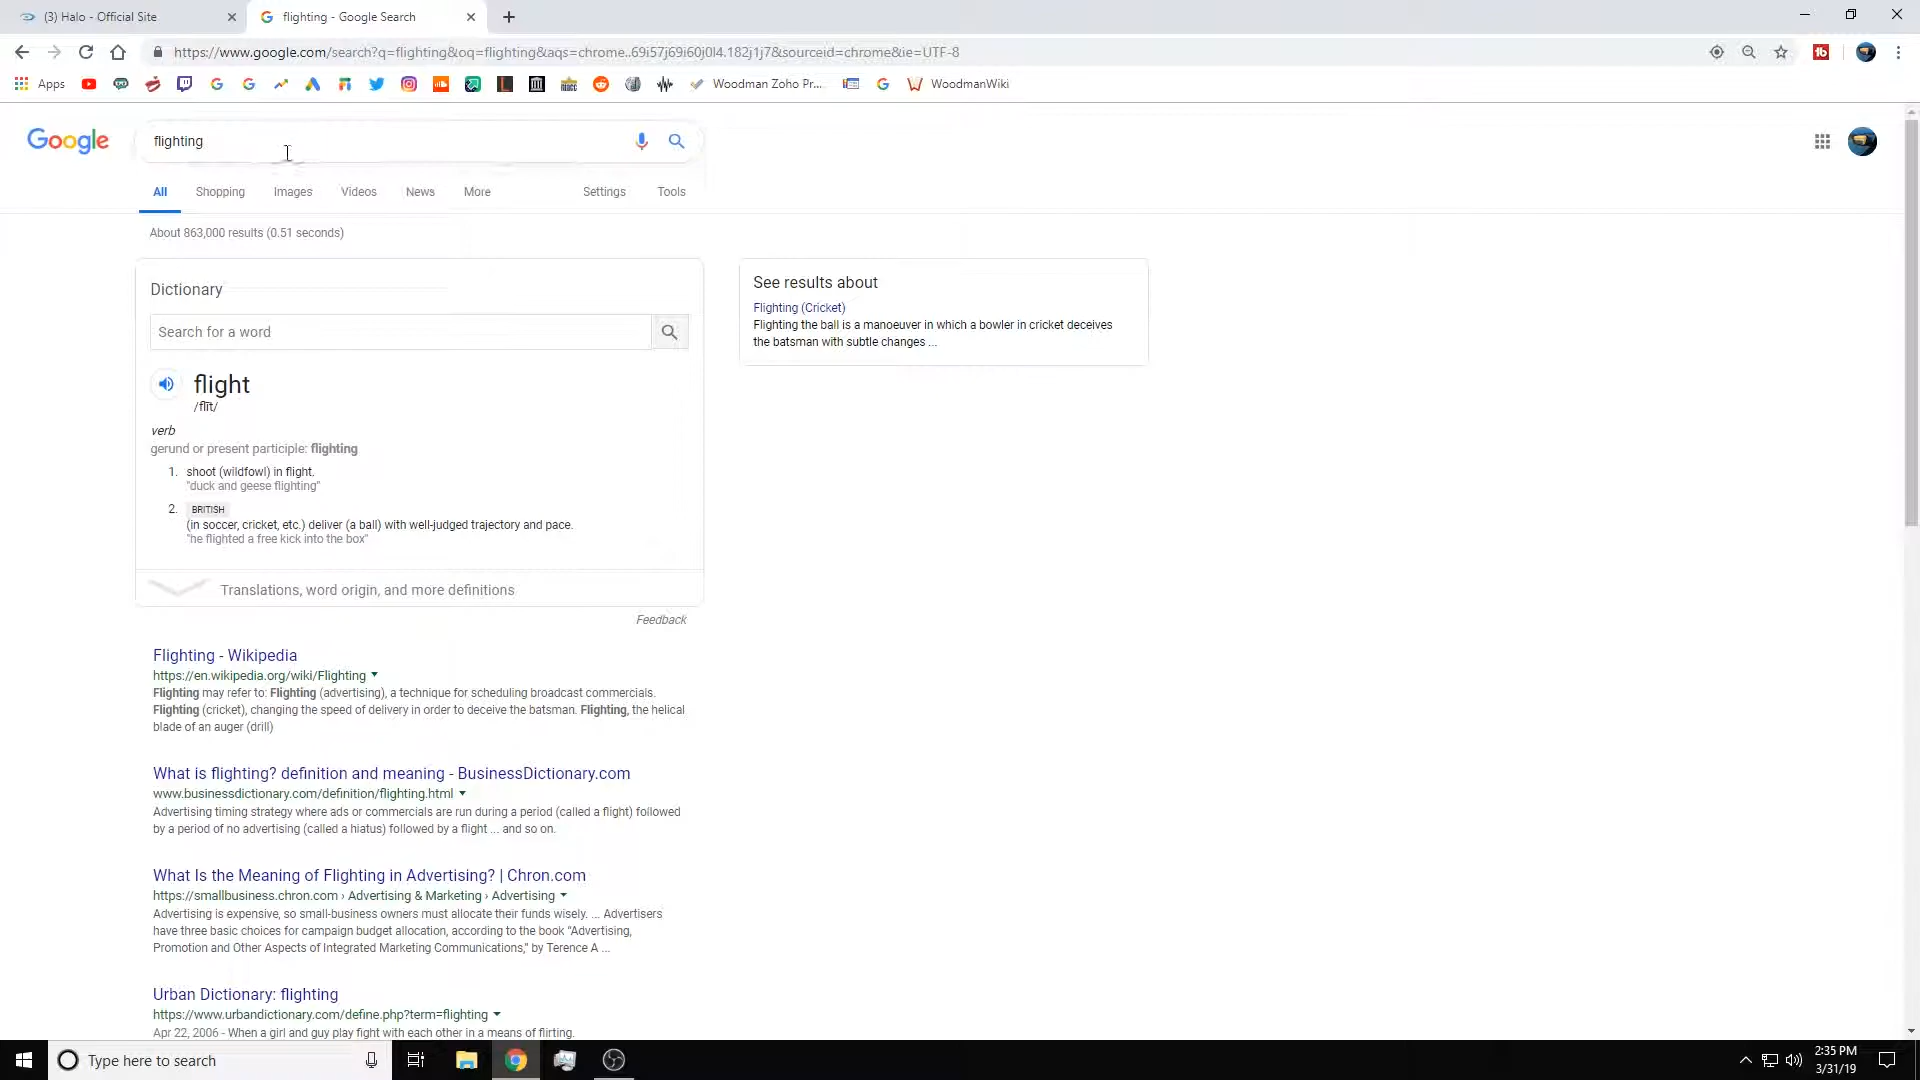 (3) Halo - Official Site
flighting - Google Search
https://www.google.com/search?q=flighting&oq=flighting&aqs=chrome..69i57j69i60j0l4.182j1j7&sourceid=chrome&ie=UTF-8
Apps
Woodman Zoho Pr...
WoodmanWiki
Google
flighting
All
Shopping
Images
Videos
News
More
Settings
Tools
About 863,000 results (0.51 seconds)
Dictionary
Search for a word
flight
/flīt/
verb
gerund or present participle: flighting
1. shoot (wildfowl) in flight.
"duck and geese flighting"
2. BRITISH
(in soccer, cricket, etc.) deliver (a ball) with well-judged trajectory and pace.
"he flighted a free kick into the box"
Translations, word origin, and more definitions
Feedback
See results about
Flighting (Cricket)
Flighting the ball is a manoeuver in which a bowler in cricket deceives
the batsman with subtle changes ...
Flighting - Wikipedia
https://en.wikipedia.org/wiki/Flighting
Flighting may refer to: Flighting (advertising), a technique for scheduling broadcast commercials.
Flighting (cricket), changing the speed of delivery in order to deceive the batsman. Flighting, the helical
blade of an auger (drill)
What is flighting? definition and meaning - BusinessDictionary.com
www.businessdictionary.com/definition/flighting.html
Advertising timing strategy where ads or commercials are run during a period (called a flight) followed
by a period of no advertising (called a hiatus) followed by a flight ... and so on.
What Is the Meaning of Flighting in Advertising? | Chron.com
https://smallbusiness.chron.com › Advertising & Marketing › Advertising
Advertising is expensive, so small-business owners must allocate their funds wisely. ... Advertisers
have three basic choices for campaign budget allocation, according to the book "Advertising,
Promotion and Other Aspects of Integrated Marketing Communications," by Terence A ...
Urban Dictionary: flighting
https://www.urbandictionary.com/define.php?term=flighting
Apr 22, 2006 - When a girl and guy play fight with each other in a means of flirting.
Type here to search
2:35 PM
3/31/19